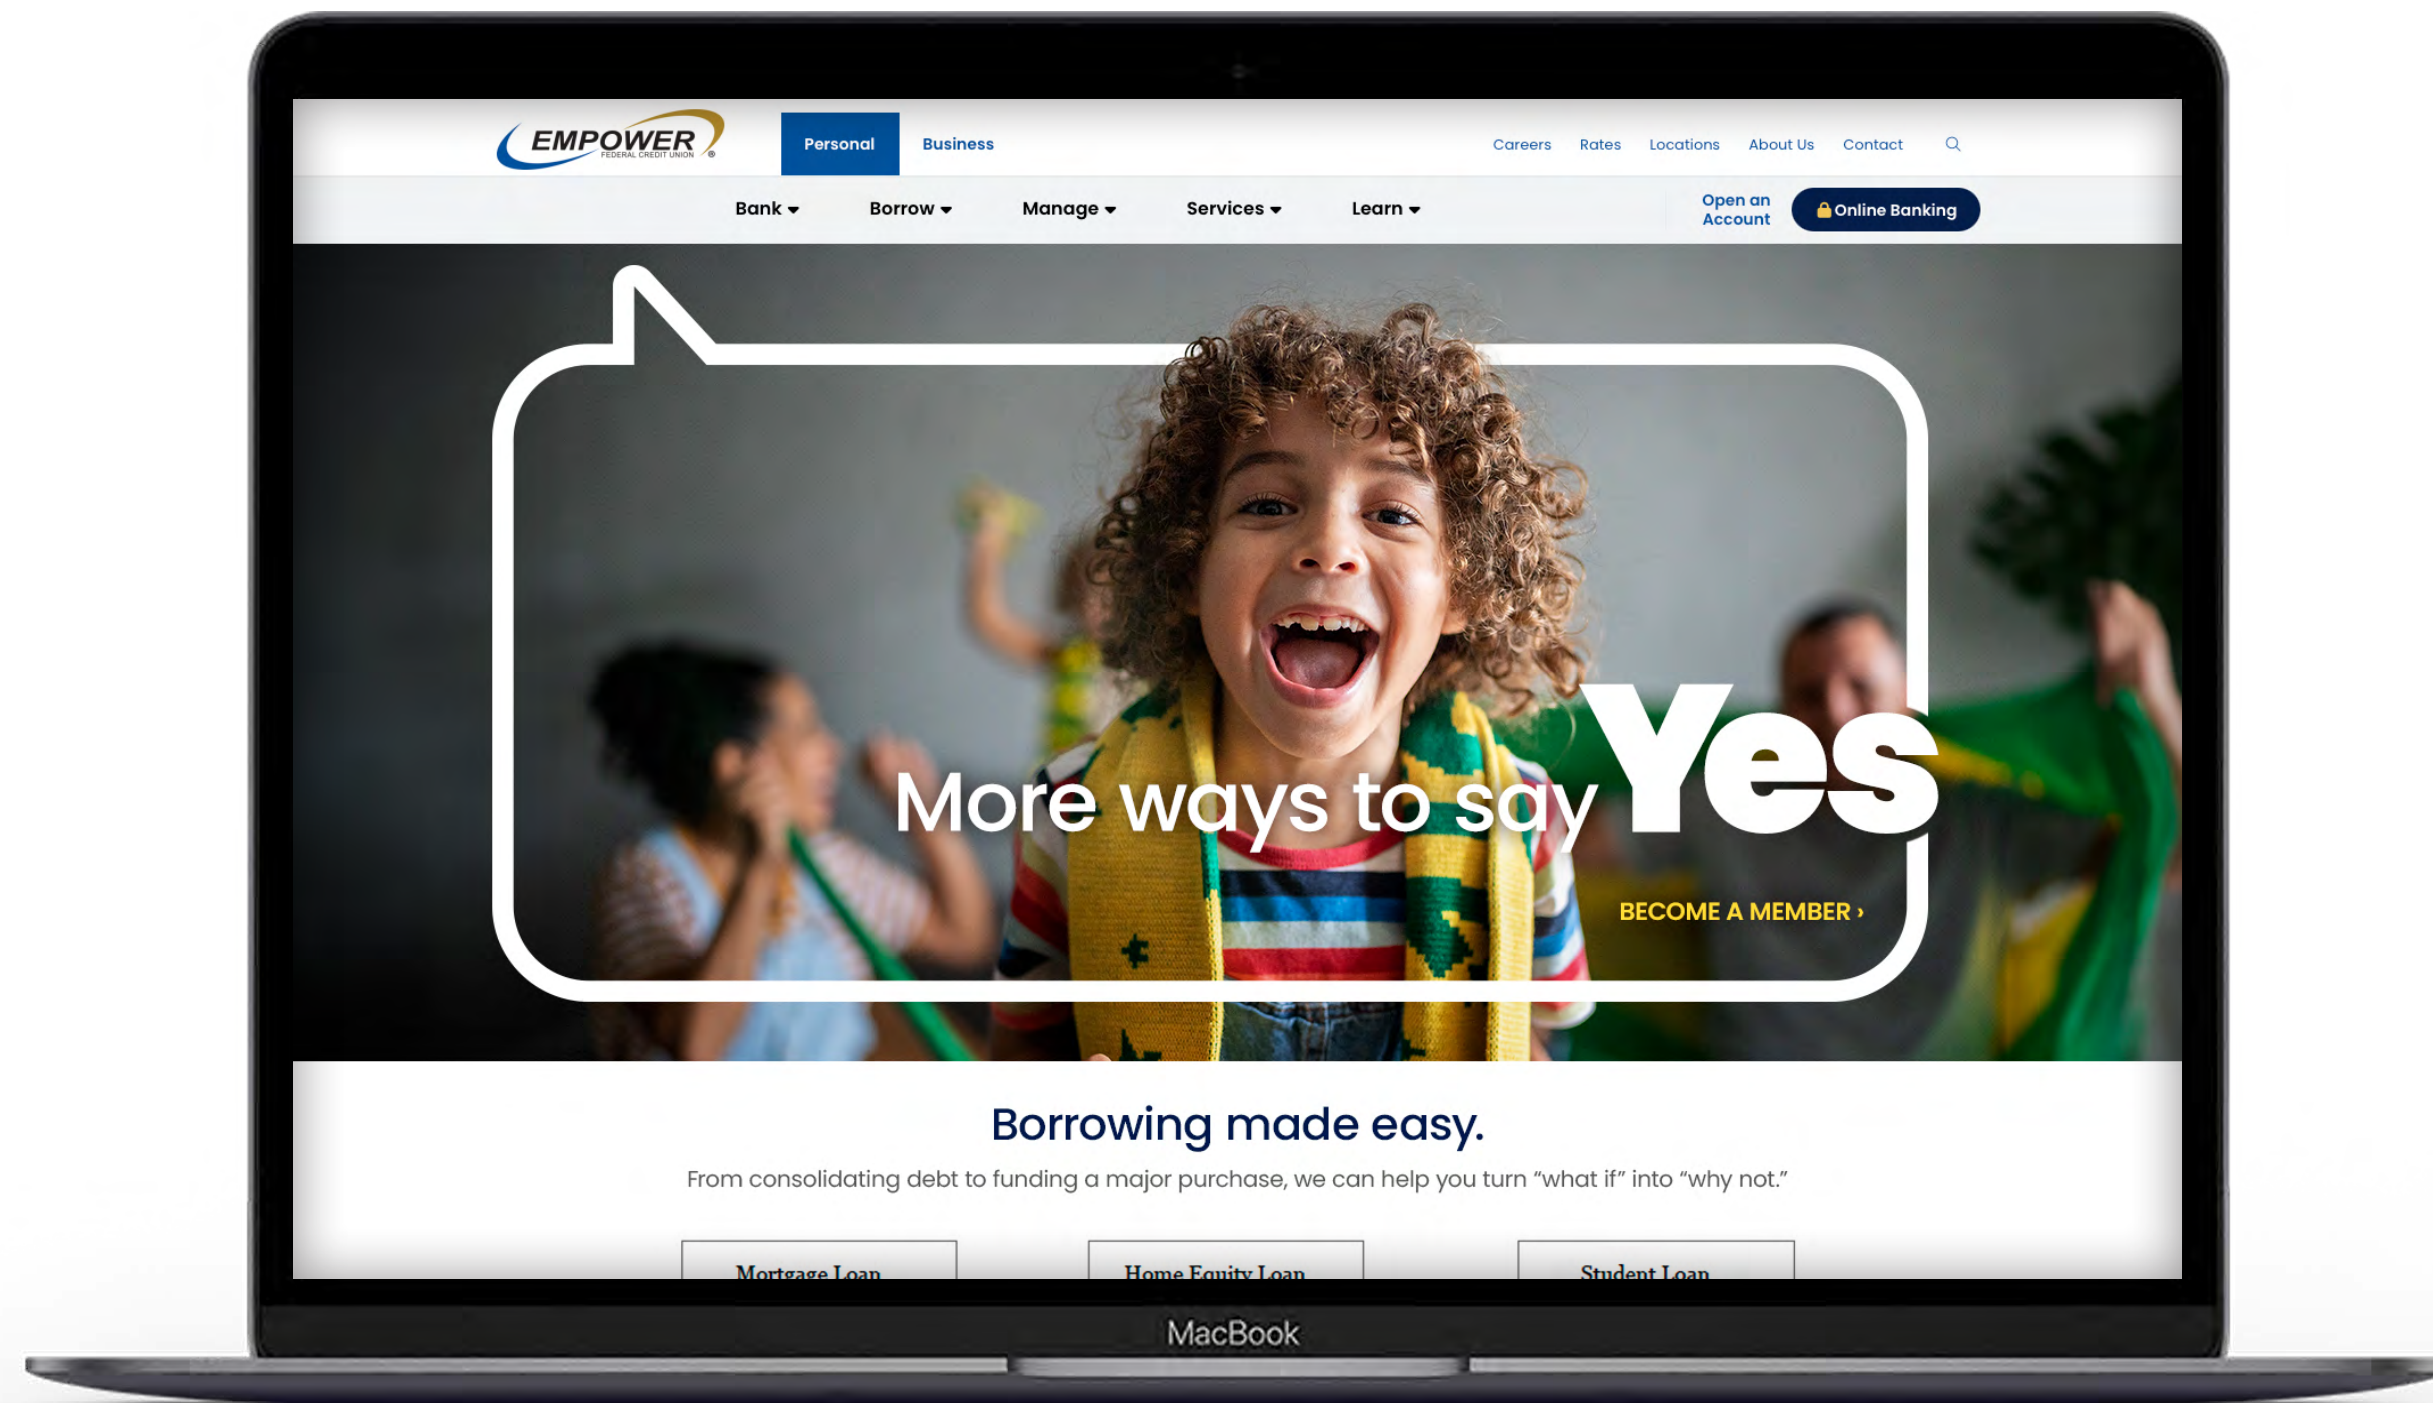 EMPOWER
FEDERAL CREDIT UNION ®
Personal
Business
Careers
Rates
Locations
About Us
Contact
Bank
Borrow
Manage
Services
Learn
Open an
Account
Online Banking
More ways to say Yes
BECOME A MEMBER ›
Borrowing made easy.
From consolidating debt to funding a major purchase, we can help you turn “what if” into “why not.”
Mortgage Loan
Home Equity Loan
Student Loan
MacBook